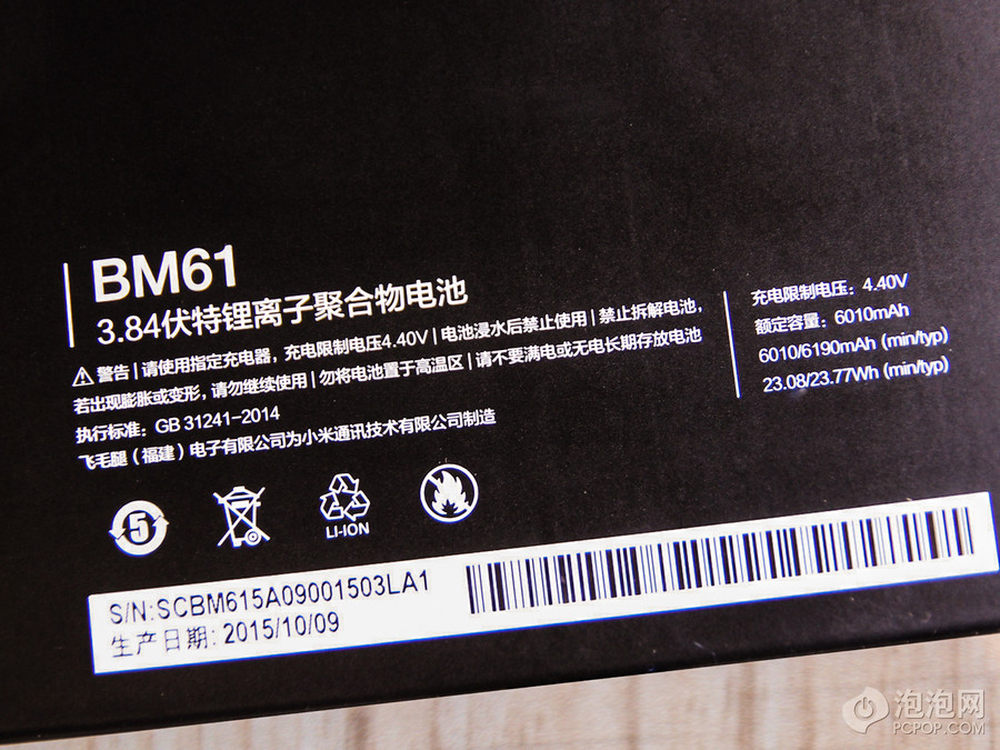 BM61
3.84伏特锂离子聚合物电池
警告 | 请使用指定充电器，充电限制电压4.40V | 电池浸水后禁止使用 | 禁止拆解电池，
若出现膨胀或变形，请勿继续使用 | 勿将电池置于高温区 | 请不要满电或无电长期存放电池
执行标准：GB 31241-2014
飞毛腿（福建）电子有限公司为小米通讯技术有限公司制造
充电限制电压：4.40V
额定容量：6010mAh
6010/6190mAh (min/typ)
23.08/23.77Wh (min/typ)
5
LI-ION
S/N:SCBM615A09001503LA1
生产日期: 2015/10/09
泡泡网
PCPOP.COM